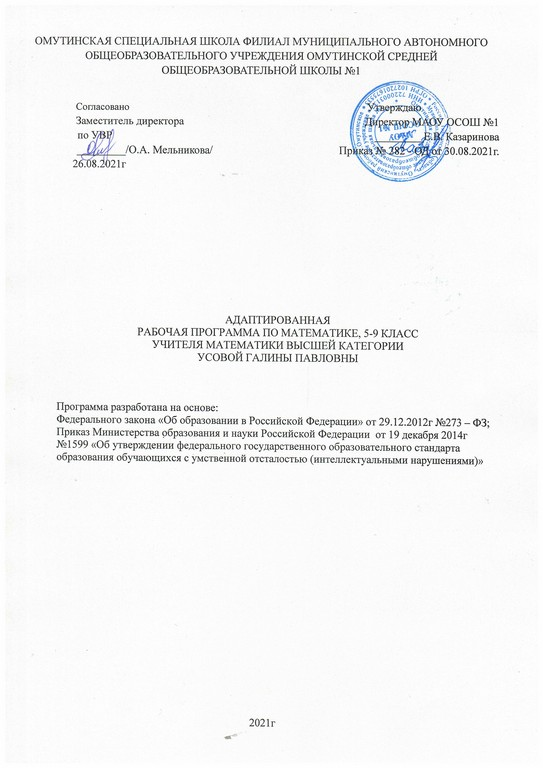 ОМУТИНСКАЯ СПЕЦИАЛЬНАЯ ШКОЛА ФИЛИАЛ МУНИЦИПАЛЬНОГО АВТОНОМНОГО
ОБЩЕОБРАЗОВАТЕЛЬНОГО УЧРЕЖДЕНИЯ ОМУТИНСКОЙ СРЕДНЕЙ
ОБЩЕОБРАЗОВАТЕЛЬНОЙ ШКОЛЫ №1
Согласовано
Заместитель директора
по УВР
/О.А. Мельникова/
26.08.2021г
Утверждаю
Директор МАОУ ОСОШ №1
Е.В. Казаринова
Приказ № 282 - ОД от 30.08.2021г.
АДАПТИРОВАННАЯ
РАБОЧАЯ ПРОГРАММА ПО МАТЕМАТИКЕ, 5-9 КЛАСС
УЧИТЕЛЯ МАТЕМАТИКИ ВЫСШЕЙ КАТЕГОРИИ
УСОВОЙ ГАЛИНЫ ПАВЛОВНЫ
Программа разработана на основе:
Федерального закона «Об образовании в Российской Федерации» от 29.12.2012г №273 – ФЗ;
Приказ Министерства образования и науки Российской Федерации от 19 декабря 2014г
№1599 «Об утверждении федерального государственного образовательного стандарта
образования обучающихся с умственной отсталостью (интеллектуальными нарушениями)»
2021г